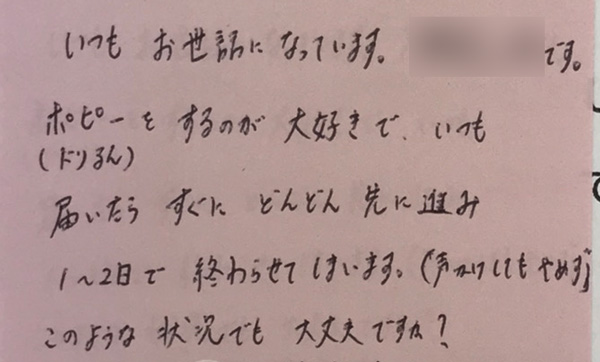 いつも お世話に なっています。 です。
ポピーを するのが 大好きで、いつも
(ドリるん)
届いたら すぐに どんどん 先に 進み
1〜2日で 終わらせて しまいます。(声かけしても やめず)
このような 状況でも 大丈夫ですか?